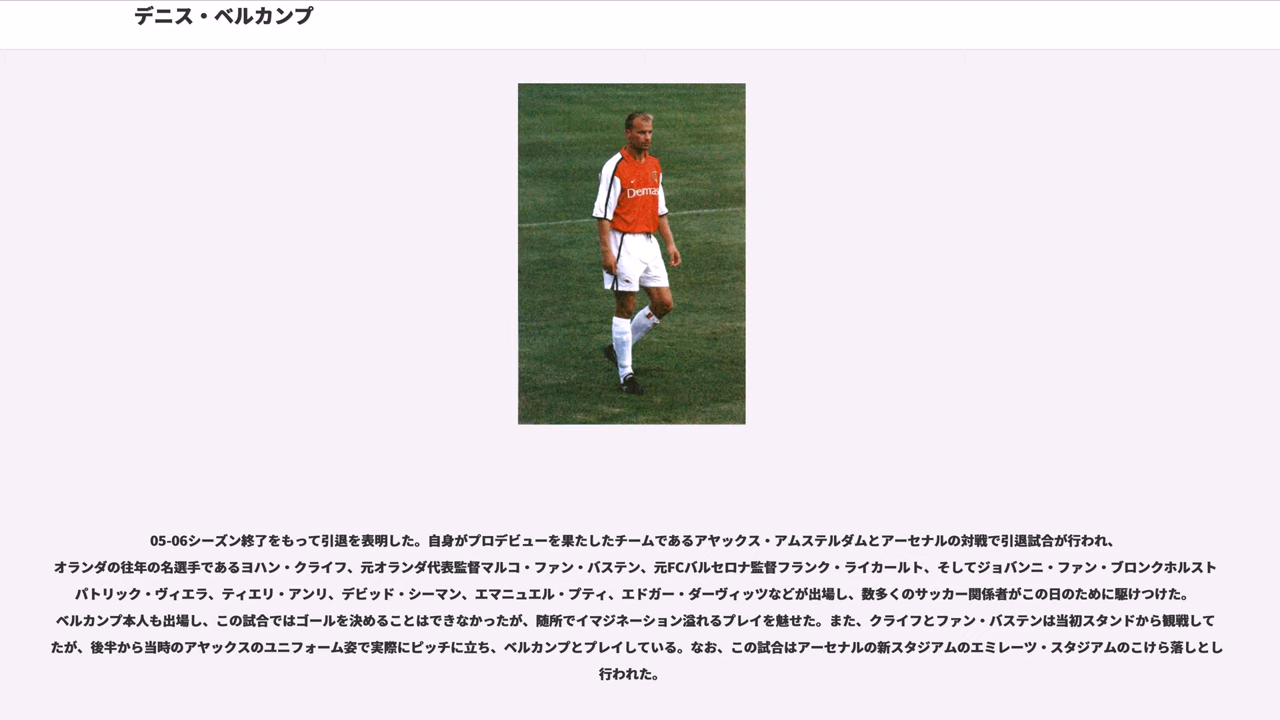 デニス・ベルカンプ
Demas
05-06シーズン終了をもって引退を表明した。自身がプロデビューを果たしたチームであるアヤックス・アムステルダムとアーセナルの対戦で引退試合が行われ、
オランダの往年の名選手であるヨハン・クライフ、元オランダ代表監督マルコ・ファン・バステン、元FCバルセロナ監督フランク・ライカールト、そしてジョバンニ・ファン・ブロンクホルスト
パトリック・ヴィエラ、ティエリ・アンリ、デビッド・シーマン、エマニュエル・プティ、エドガー・ダーヴィッツなどが出場し、数多くのサッカー関係者がこの日のために駆けつけた。
ベルカンプ本人も出場し、この試合ではゴールを決めることはできなかったが、随所でイマジネーション溢れるプレイを魅せた。また、クライフとファン・バステンは当初スタンドから観戦して
たが、後半から当時のアヤックスのユニフォーム姿で実際にピッチに立ち、ベルカンプとプレイしている。なお、この試合はアーセナルの新スタジアムのエミレーツ・スタジアムのこけら落しとし
行われた。